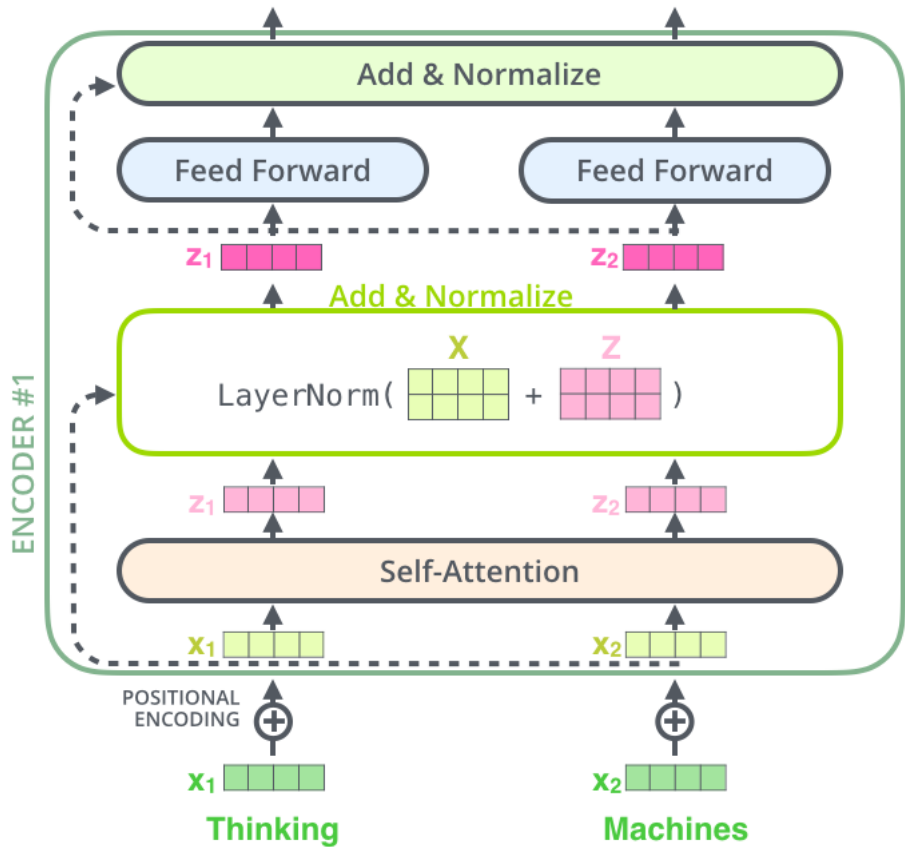 Add & Normalize
Feed Forward Feed Forward
z1 z2
Add & Normalize
X Z
LayerNorm( + )
ENCODER #1
z1 z2
Self-Attention
x1 x2
POSITIONAL
ENCODING
x1 x2
Thinking Machines